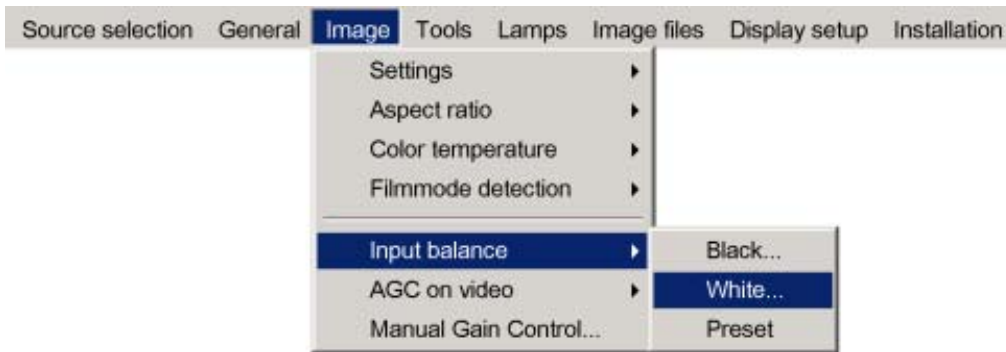 Source selection General Image Tools Lamps Image files Display setup Installation
Settings
Aspect ratio
Color temperature
Filmmode detection
Input balance
Black...
AGC on video
White...
Manual Gain Control...
Preset